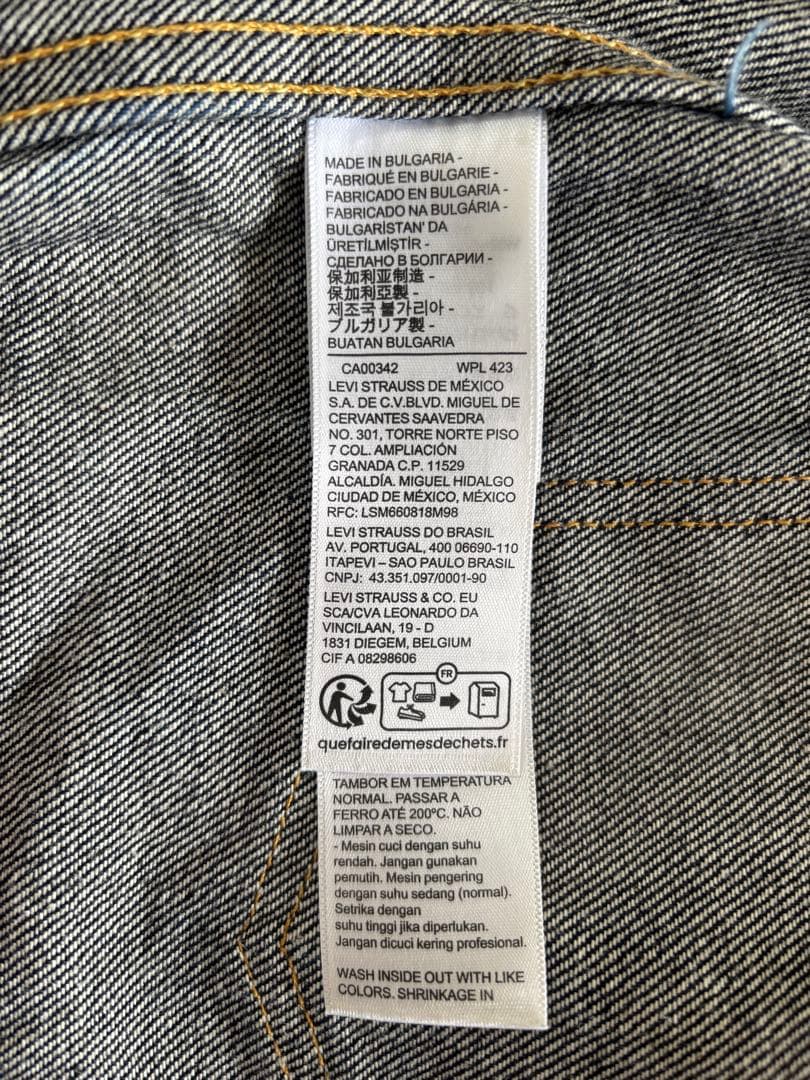 MADE IN BULGARIA -
FABRIQUÉ EN BULGARIE -
FABRICADO EN BULGARIA -
FABRICADO NA BULGÁRIA -
BULGARİSTAN' DA
ÜRETİLMİŞTİR -
СДЕЛАНО В БОЛГАРИИ -
保加利亚制造 -
保加利亞製 -
제조국 불가리아 -
ブルガリア製 -
BUATAN BULGARIA
CA00342 WPL 423
LEVI STRAUSS DE MÉXICO
S.A. DE C.V.BLVD. MIGUEL DE
CERVANTES SAAVEDRA
NO. 301, TORRE NORTE PISO
7 COL. AMPLIACIÓN
GRANADA C.P. 11529
ALCALDÍA. MIGUEL HIDALGO
CIUDAD DE MÉXICO, MÉXICO
RFC: LSM660818M98
LEVI STRAUSS DO BRASIL
AV. PORTUGAL, 400 06690-110
ITAPEVI – SAO PAULO BRASIL
CNPJ: 43.351.097/0001-90
LEVI STRAUSS & CO. EU
SCA/CVA LEONARDO DA
VINCILAAN, 19 - D
1831 DIEGEM, BELGIUM
CIF A 08298606
FR
quefairedemesdechets.fr
TAMBOR EM TEMPERATURA
NORMAL. PASSAR A
FERRO ATÉ 200ºC. NÃO
LIMPAR A SECO.
- Mesin cuci dengan suhu
rendah. Jangan gunakan
pemutih. Mesin pengering
dengan suhu sedang (normal).
Setrika dengan
suhu tinggi jika diperlukan.
Jangan dicuci kering profesional.
WASH INSIDE OUT WITH LIKE
COLORS. SHRINKAGE IN